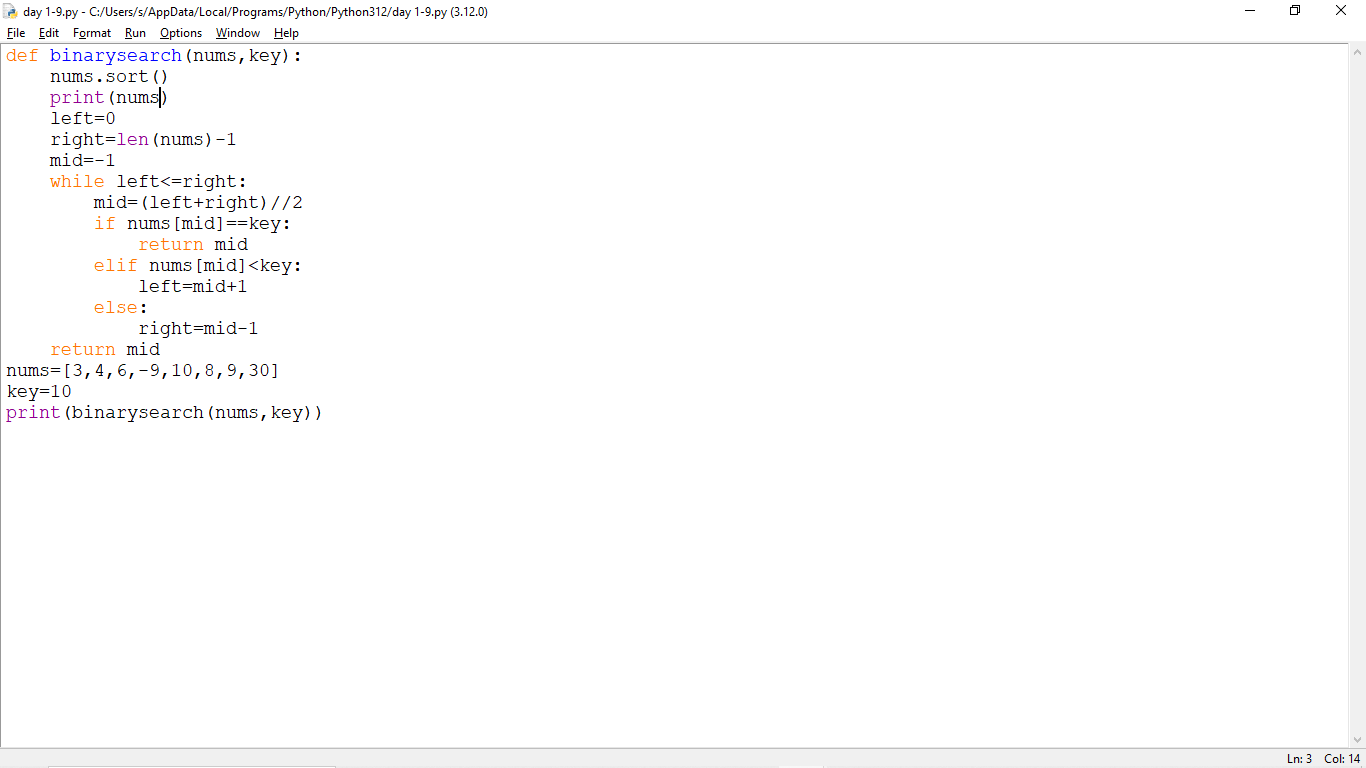 day 1-9.py - C:/Users/s/AppData/Local/Programs/Python/Python312/day 1-9.py (3.12.0)
File Edit Format Run Options Window Help
def binarysearch(nums,key):
    nums.sort()
    print(nums)
    left=0
    right=len(nums)-1
    mid=-1
    while left<=right:
        mid=(left+right)//2
        if nums[mid]==key:
            return mid
        elif nums[mid]<key:
            left=mid+1
        else:
            right=mid-1
    return mid
nums=[3,4,6,-9,10,8,9,30]
key=10
print(binarysearch(nums,key))
Ln: 3 Col: 14